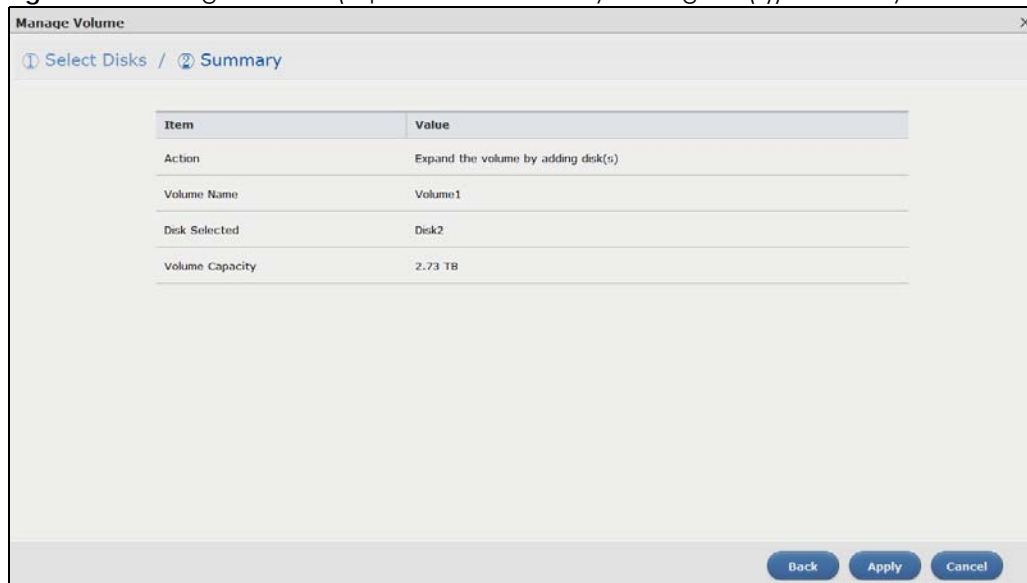 Manage Volume ×
① Select Disks / ② Summary
Item Value
Action Expand the volume by adding disk(s)
Volume Name Volume1
Disk Selected Disk2
Volume Capacity 2.73 TB
Back Apply Cancel